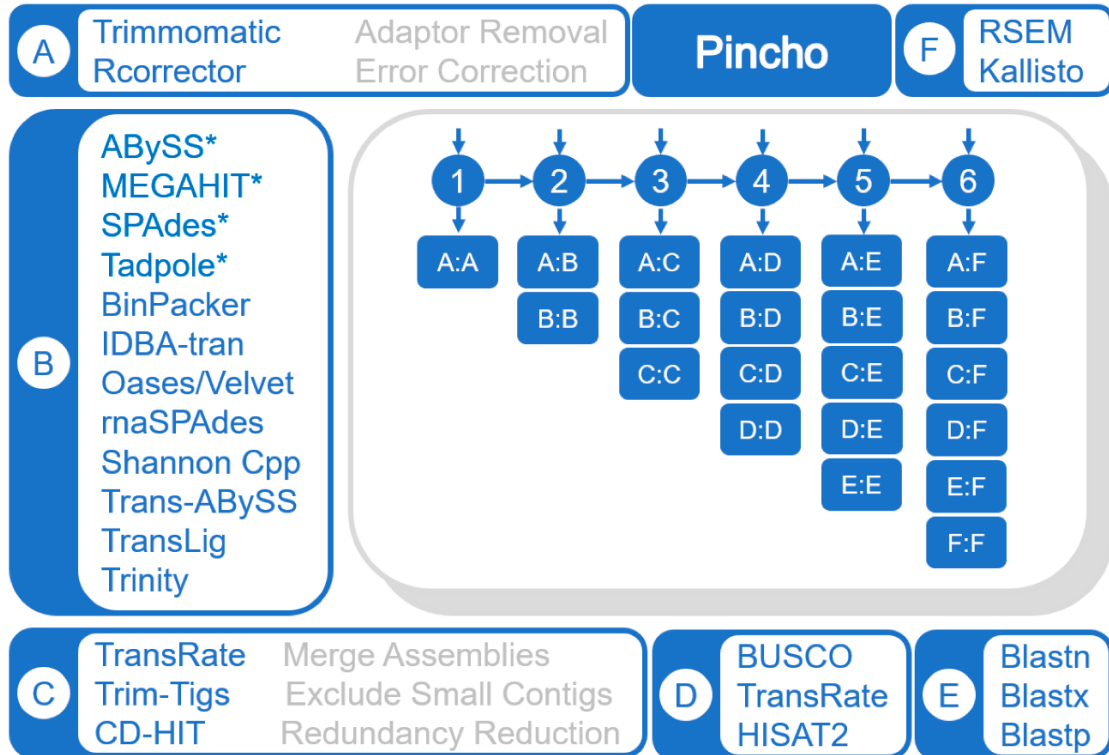 A
Trimmomatic Adaptor Removal
Rcorrector Error Correction
Pincho
F
RSEM
Kallisto
B
ABySS*
MEGAHIT*
SPAdes*
Tadpole*
BinPacker
IDBA-tran
Oases/Velvet
rnaSPAdes
Shannon Cpp
Trans-ABySS
TransLig
Trinity
1 2 3 4 5 6
A:A A:B A:C A:D A:E A:F
B:B B:C B:D B:E B:F
C:C C:D C:E C:F
D:D D:E D:F
E:E E:F
F:F
C
TransRate Merge Assemblies
Trim-Tigs Exclude Small Contigs
CD-HIT Redundancy Reduction
D
BUSCO
TransRate
HISAT2
E
Blastn
Blastx
Blastp